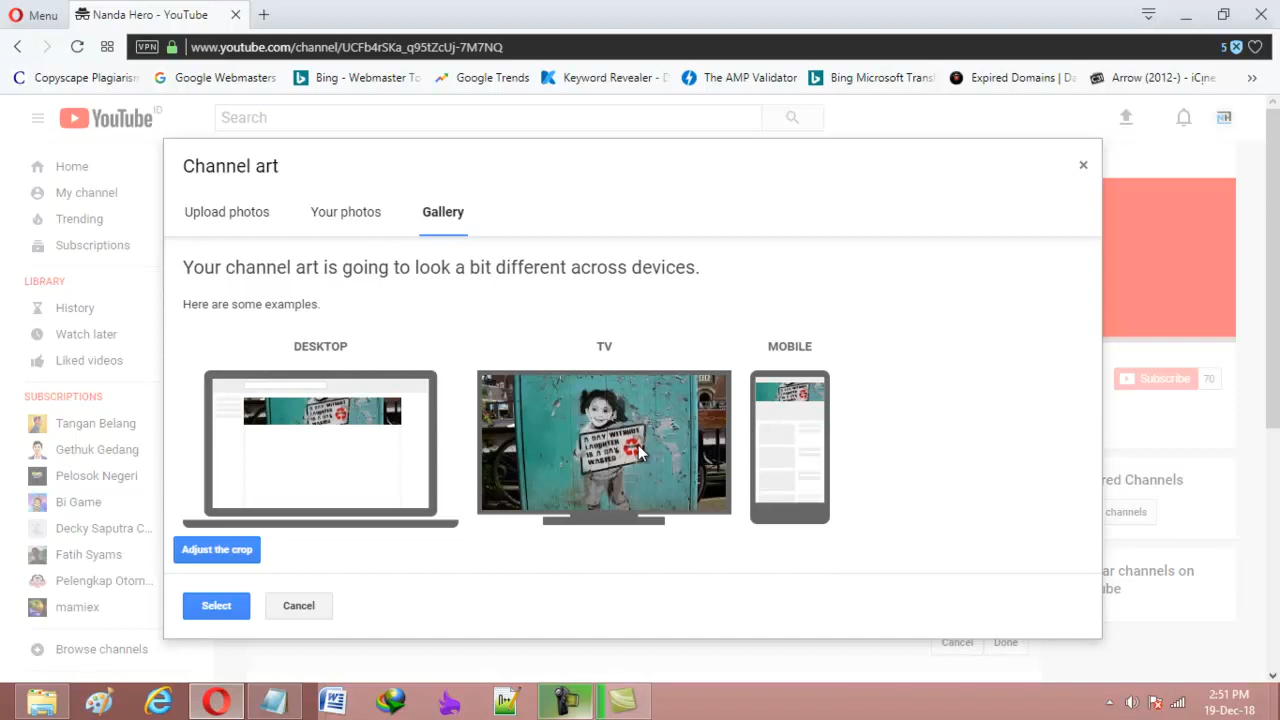 Menu
Nanda Hero - YouTube
VPN
www.youtube.com/channel/UCFb4rSKa_q95tZcUj-7M7NQ
5
Copyscape Plagiarism
Google Webmasters
Bing - Webmaster To
Google Trends
Keyword Revealer - D
The AMP Validator
Bing Microsoft Trans
Expired Domains | Da
Arrow (2012-) - iCine
YouTube ID
Search
NH
Channel art
Upload photos
Your photos
Gallery
Your channel art is going to look a bit different across devices.
Here are some examples.
DESKTOP
TV
MOBILE
A DAY WITHOUT
LAUGHTER
IS A DAY
WASTED
Adjust the crop
Select
Cancel
Home
My channel
Trending
Subscriptions
LIBRARY
History
Watch later
Liked videos
SUBSCRIPTIONS
Tangan Belang
Gethuk Gedang
Pelosok Negeri
Bi Game
Decky Saputra C...
Fatih Syams
Pelengkap Otom...
mamiex
Browse channels
Subscribe 70
red Channels
channels
ar channels on
ube
Cancel
Done
2:51 PM
19-Dec-18